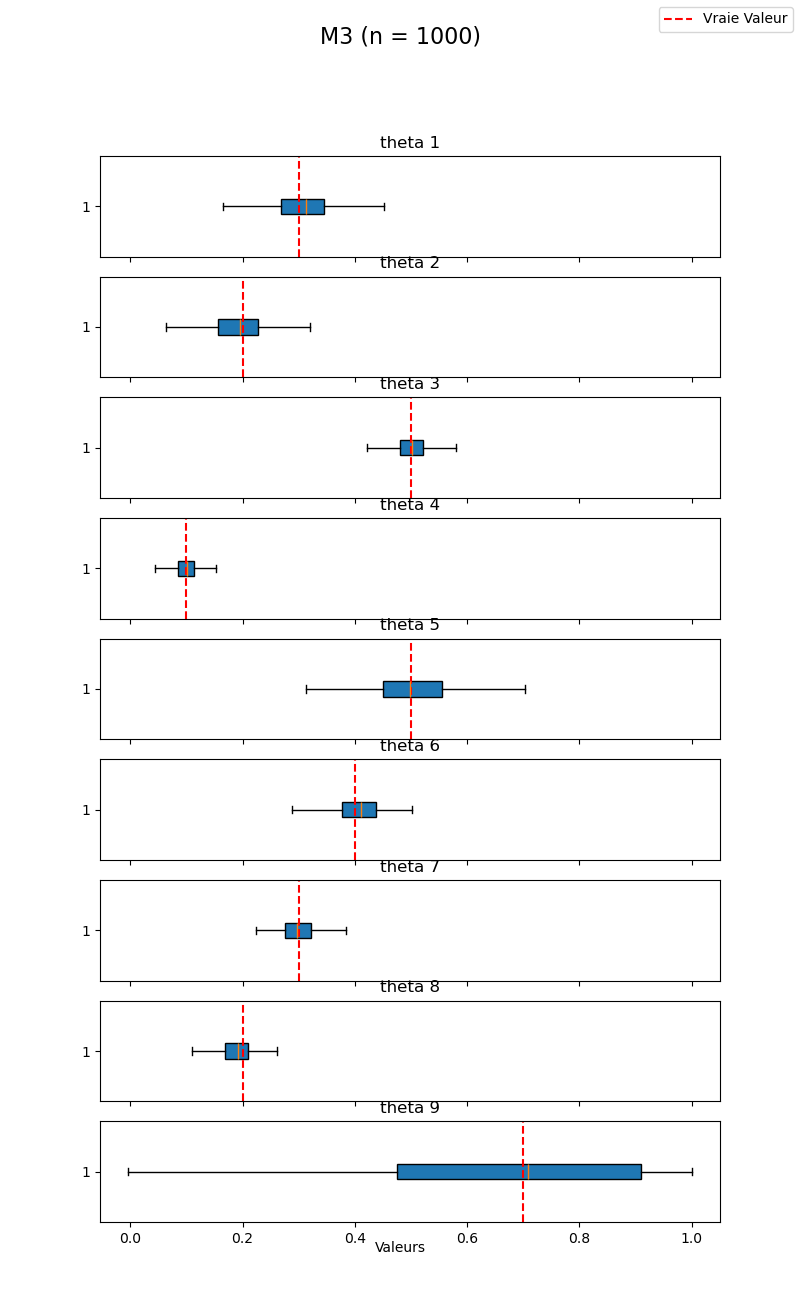 Vraie Valeur
M3 (n = 1000)
theta 1
1
theta 2
1
theta 3
1
theta 4
1
theta 5
1
theta 6
1
theta 7
1
theta 8
1
theta 9
1
0.0 0.2 0.4 0.6 0.8 1.0
Valeurs